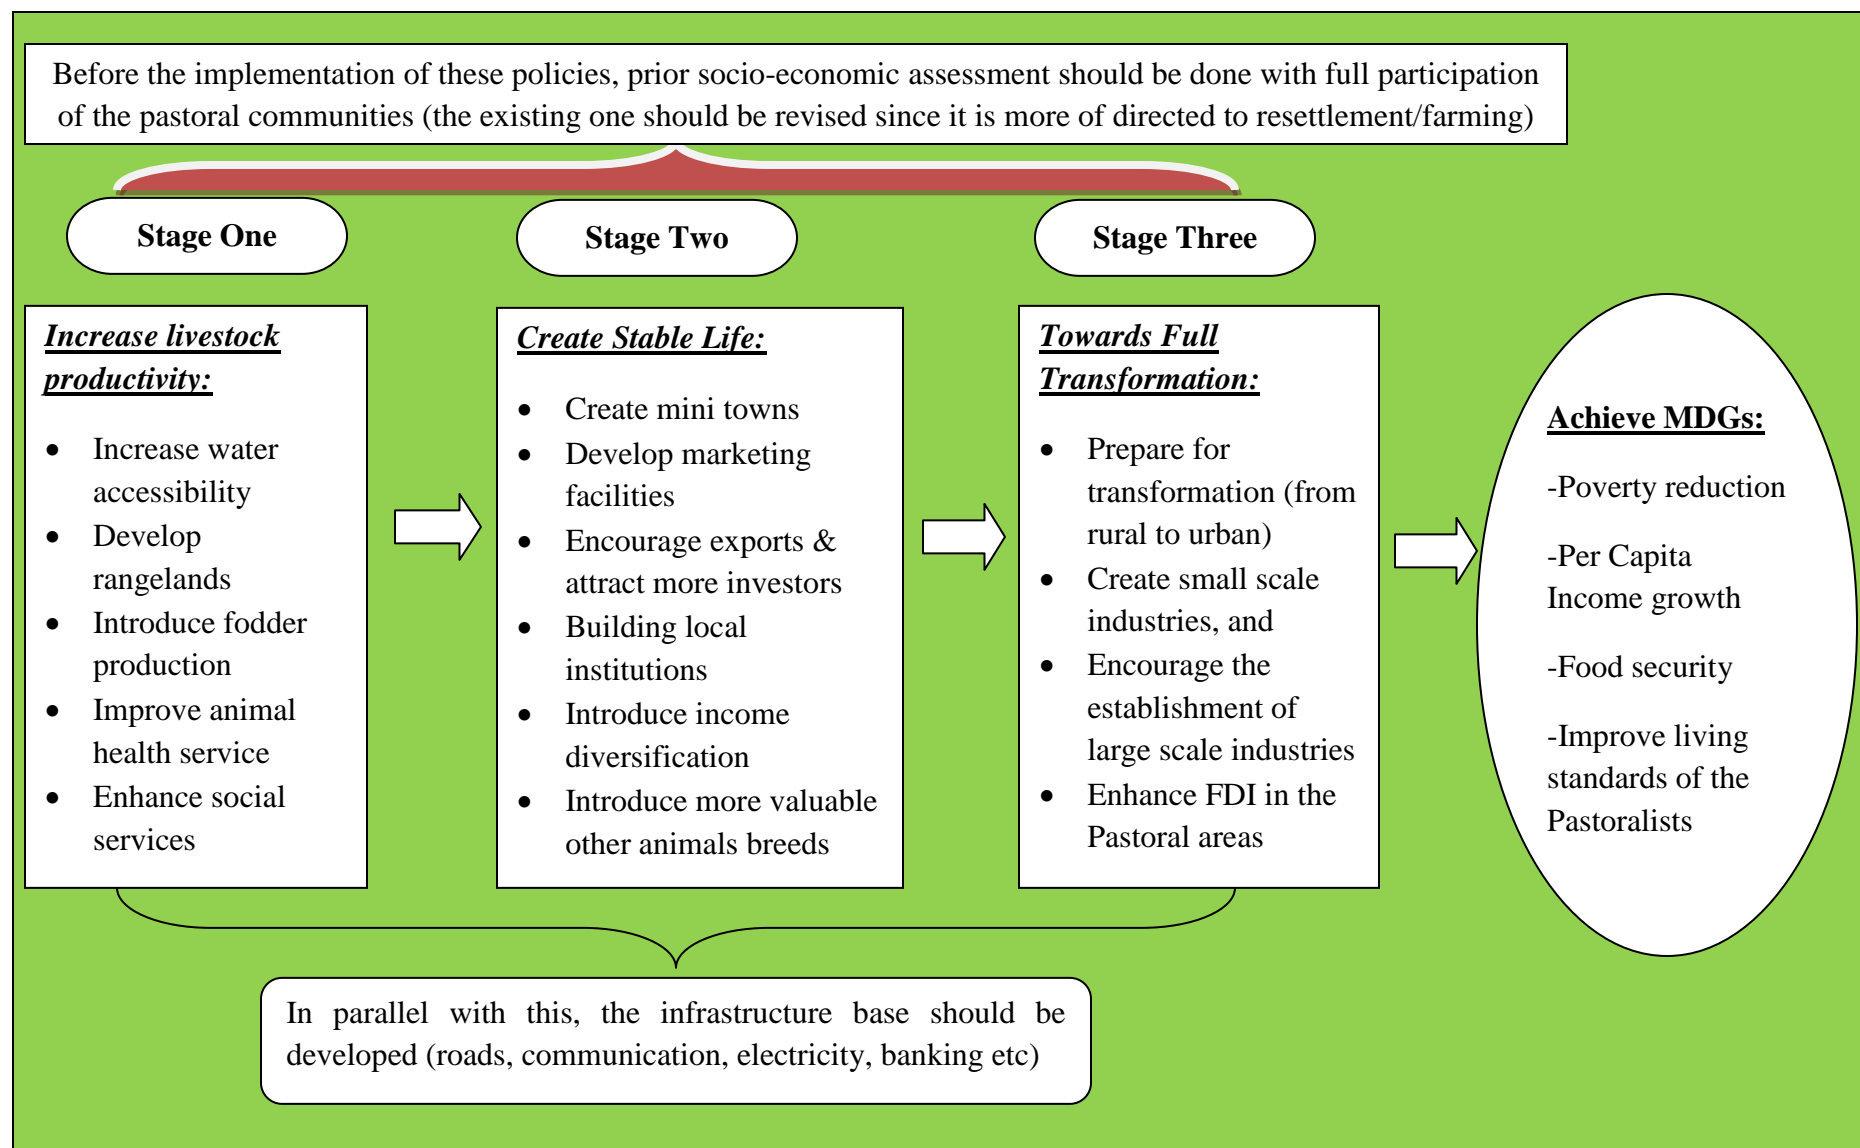 Before the implementation of these policies, prior socio-economic assessment should be done with full participation
of the pastoral communities (the existing one should be revised since it is more of directed to resettlement/farming)
Stage One
Stage Two
Stage Three
Increase livestock
productivity:
• Increase water
accessibility
• Develop
rangelands
• Introduce fodder
production
• Improve animal
health service
• Enhance social
services
Create Stable Life:
• Create mini towns
• Develop marketing
facilities
• Encourage exports &
attract more investors
• Building local
institutions
• Introduce income
diversification
• Introduce more valuable
other animals breeds
Towards Full
Transformation:
• Prepare for
transformation (from
rural to urban)
• Create small scale
industries, and
• Encourage the
establishment of
large scale industries
• Enhance FDI in the
Pastoral areas
Achieve MDGs:
-Poverty reduction
-Per Capita
Income growth
-Food security
-Improve living
standards of the
Pastoralists
In parallel with this, the infrastructure base should be
developed (roads, communication, electricity, banking etc)